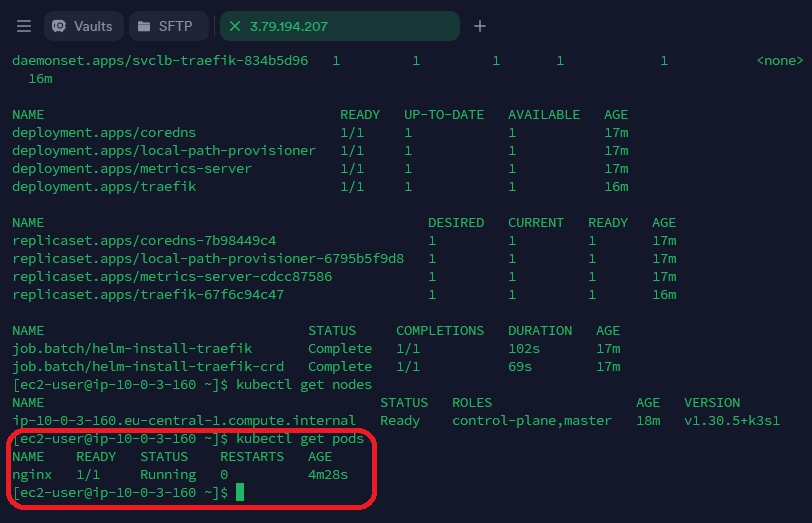 Vaults SFTP 3.79.194.207
daemonset.apps/svclb-traefik-834b5d96 1 1 1 1 1 <none>
16m
NAME READY UP-TO-DATE AVAILABLE AGE
deployment.apps/coredns 1/1 1 1 17m
deployment.apps/local-path-provisioner 1/1 1 1 17m
deployment.apps/metrics-server 1/1 1 1 17m
deployment.apps/traefik 1/1 1 1 16m
NAME DESIRED CURRENT READY AGE
replicaset.apps/coredns-7b98449c4 1 1 1 17m
replicaset.apps/local-path-provisioner-6795b5f9d8 1 1 1 17m
replicaset.apps/metrics-server-cdcc87586 1 1 1 17m
replicaset.apps/traefik-67f6c94c47 1 1 1 16m
NAME STATUS COMPLETIONS DURATION AGE
job.batch/helm-install-traefik Complete 1/1 102s 17m
job.batch/helm-install-traefik-crd Complete 1/1 69s 17m
[ec2-user@ip-10-0-3-160 ~]$ kubectl get nodes
NAME STATUS ROLES AGE VERSION
ip-10-0-3-160.eu-central-1.compute.internal Ready control-plane,master 18m v1.30.5+k3s1
[ec2-user@ip-10-0-3-160 ~]$ kubectl get pods
NAME READY STATUS RESTARTS AGE
nginx 1/1 Running 0 4m28s
[ec2-user@ip-10-0-3-160 ~]$